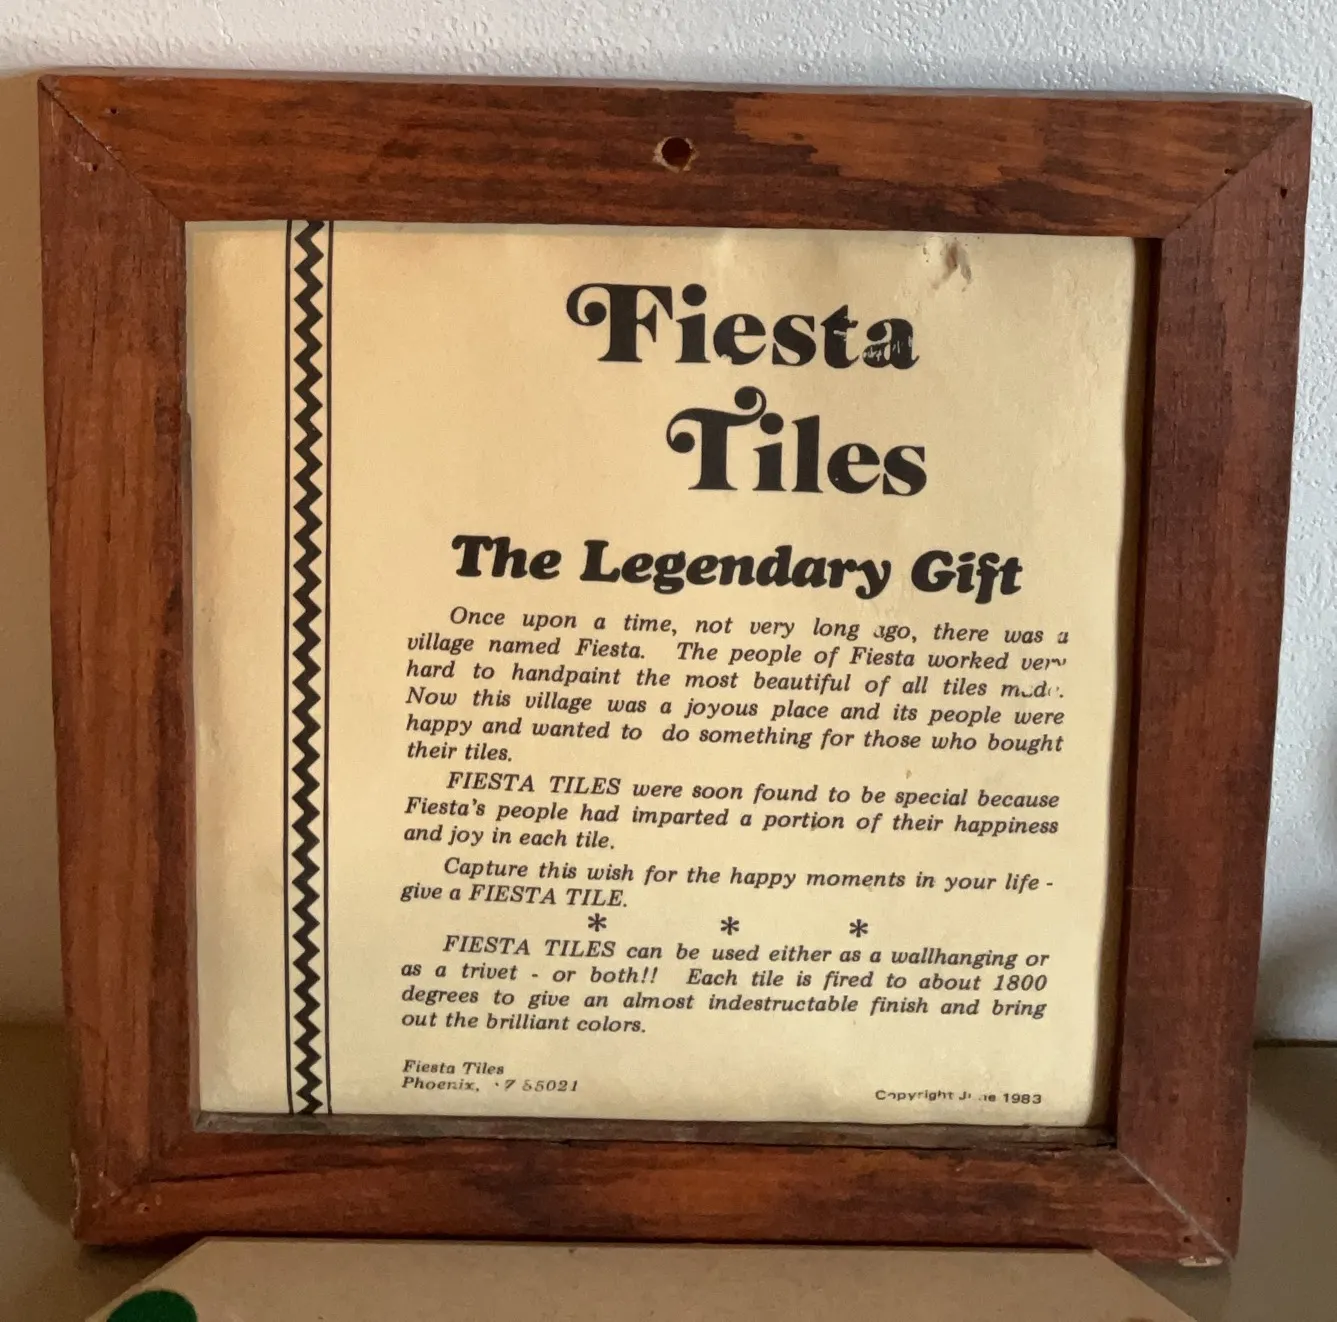 Fiesta
Tiles
The Legendary Gift
Once upon a time, not very long ago, there was a
village named Fiesta. The people of Fiesta worked very
hard to handpaint the most beautiful of all tiles made.
Now this village was a joyous place and its people were
happy and wanted to do something for those who bought
their tiles.
FIESTA TILES were soon found to be special because
Fiesta's people had imparted a portion of their happiness
and joy in each tile.
Capture this wish for the happy moments in your life -
give a FIESTA TILE.
* * *
FIESTA TILES can be used either as a wallhanging or
as a trivet - or both!! Each tile is fired to about 1800
degrees to give an almost indestructable finish and bring
out the brilliant colors.
Fiesta Tiles
Phoenix, 55021
Copyright June 1983